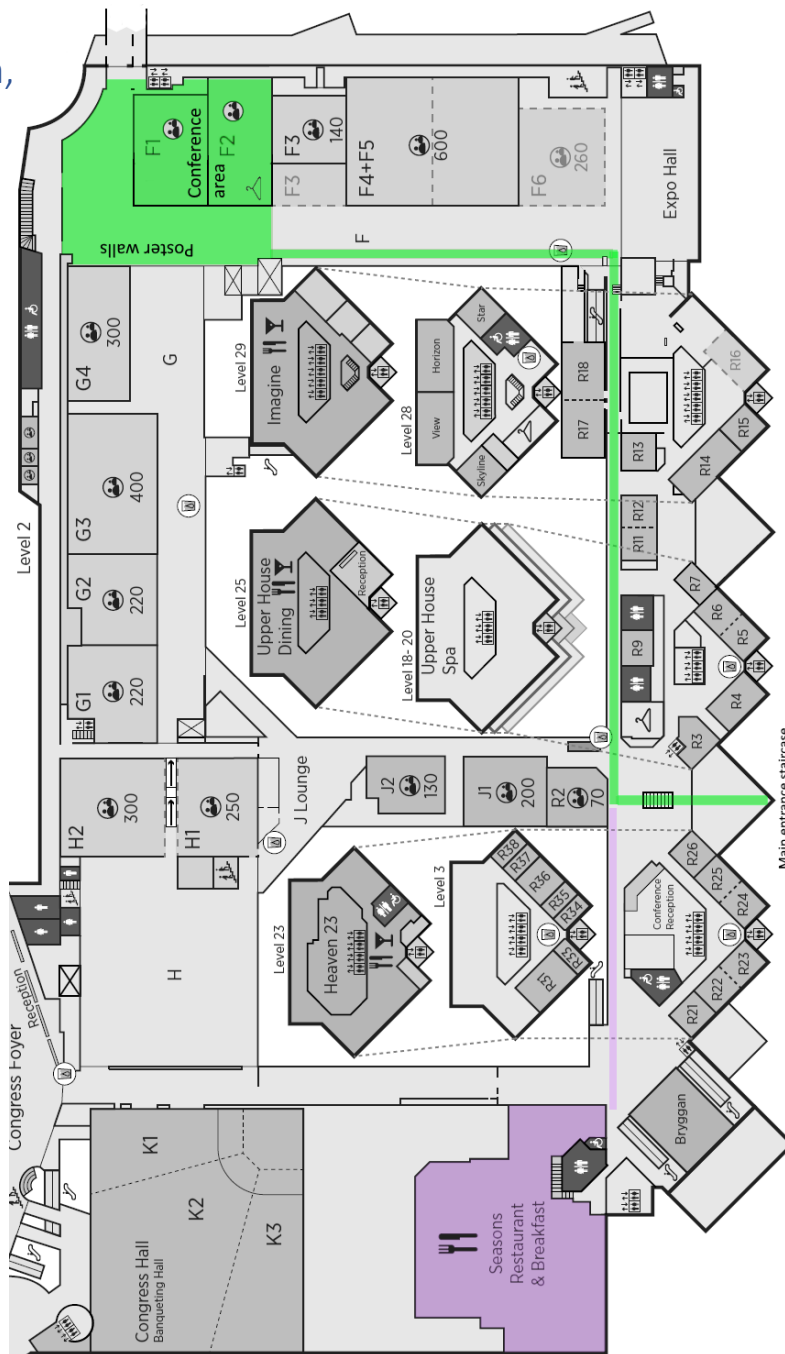 F1
Conference
area
F2
F3
140
F3
F4+F5
600
F6
260
Expo Hall
Poster walls
F
G4
300
G
Level 29
Imagine
Level 28
Star
Horizon
View
Skyline
R18
R17
R16
R15
R14
R13
R12
R11
Level 2
G3
400
G2
220
G1
220
Level 25
Upper House
Dining
Reception
Level 18- 20
Upper House
Spa
R9
R7
R6
R5
R4
R3
H2
300
H1
250
J Lounge
J2
130
J1
200
R2
70
Main entrance staircase
H
Level 23
Heaven 23
Level 3
R38
R37
R36
R35
R34
R33
R31
Conference
Reception
R26
R25
R24
R23
R22
R21
Reception
Congress Foyer
K1
K2
K3
Congress Hall
Banqueting Hall
Seasons
Restaurant
& Breakfast
Bryggan